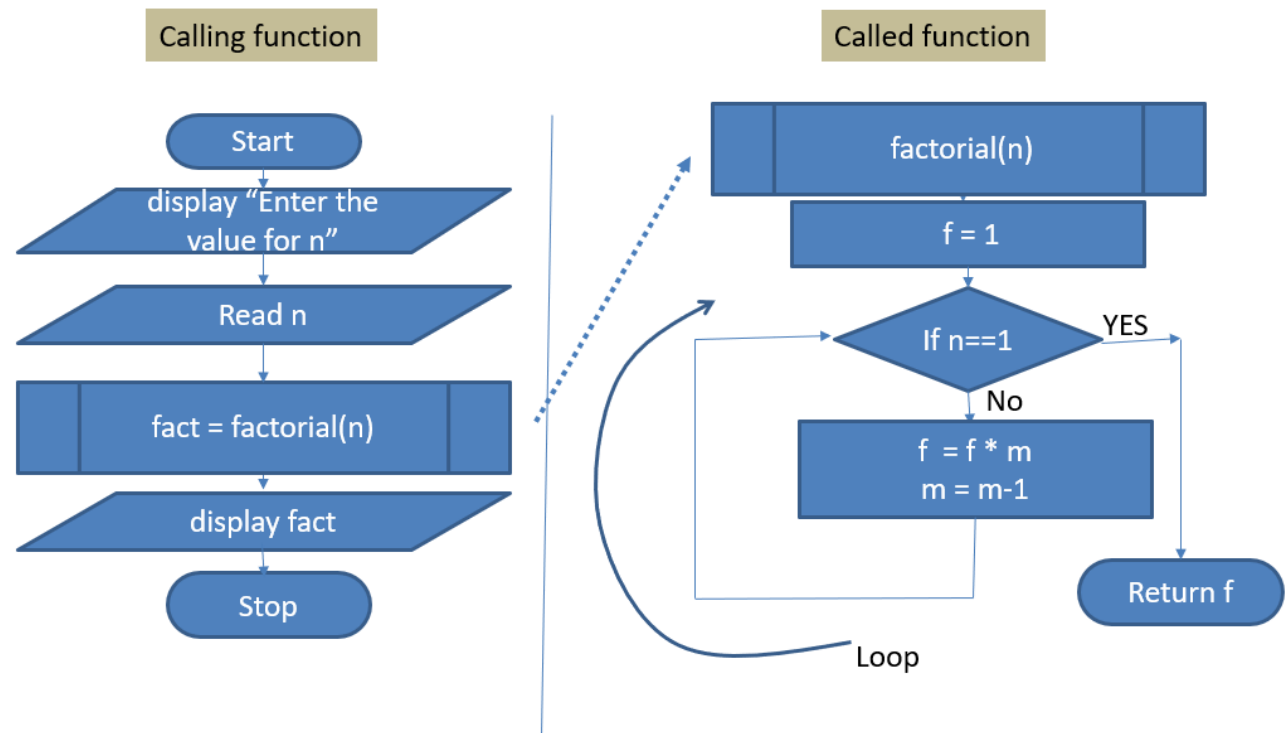 Calling function
Start
display “Enter the
value for n”
Read n
fact = factorial(n)
display fact
Stop
Called function
factorial(n)
f = 1
If n==1
YES
No
f  = f * m
m = m-1
Return f
Loop